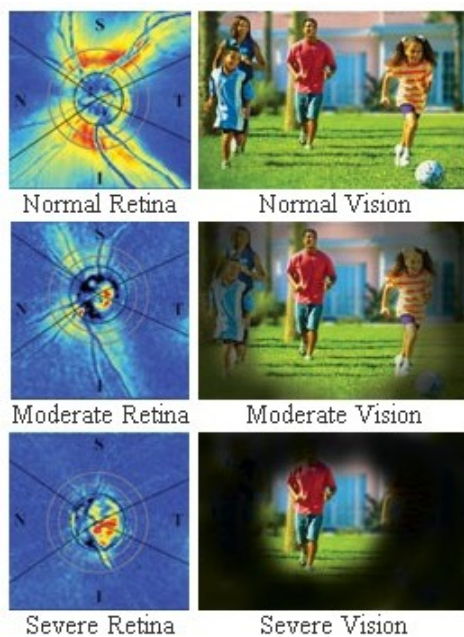 S
N T
I
Normal Retina Normal Vision
S
N T
I
Moderate Retina Moderate Vision
S
N T
I
Severe Retina Severe Vision